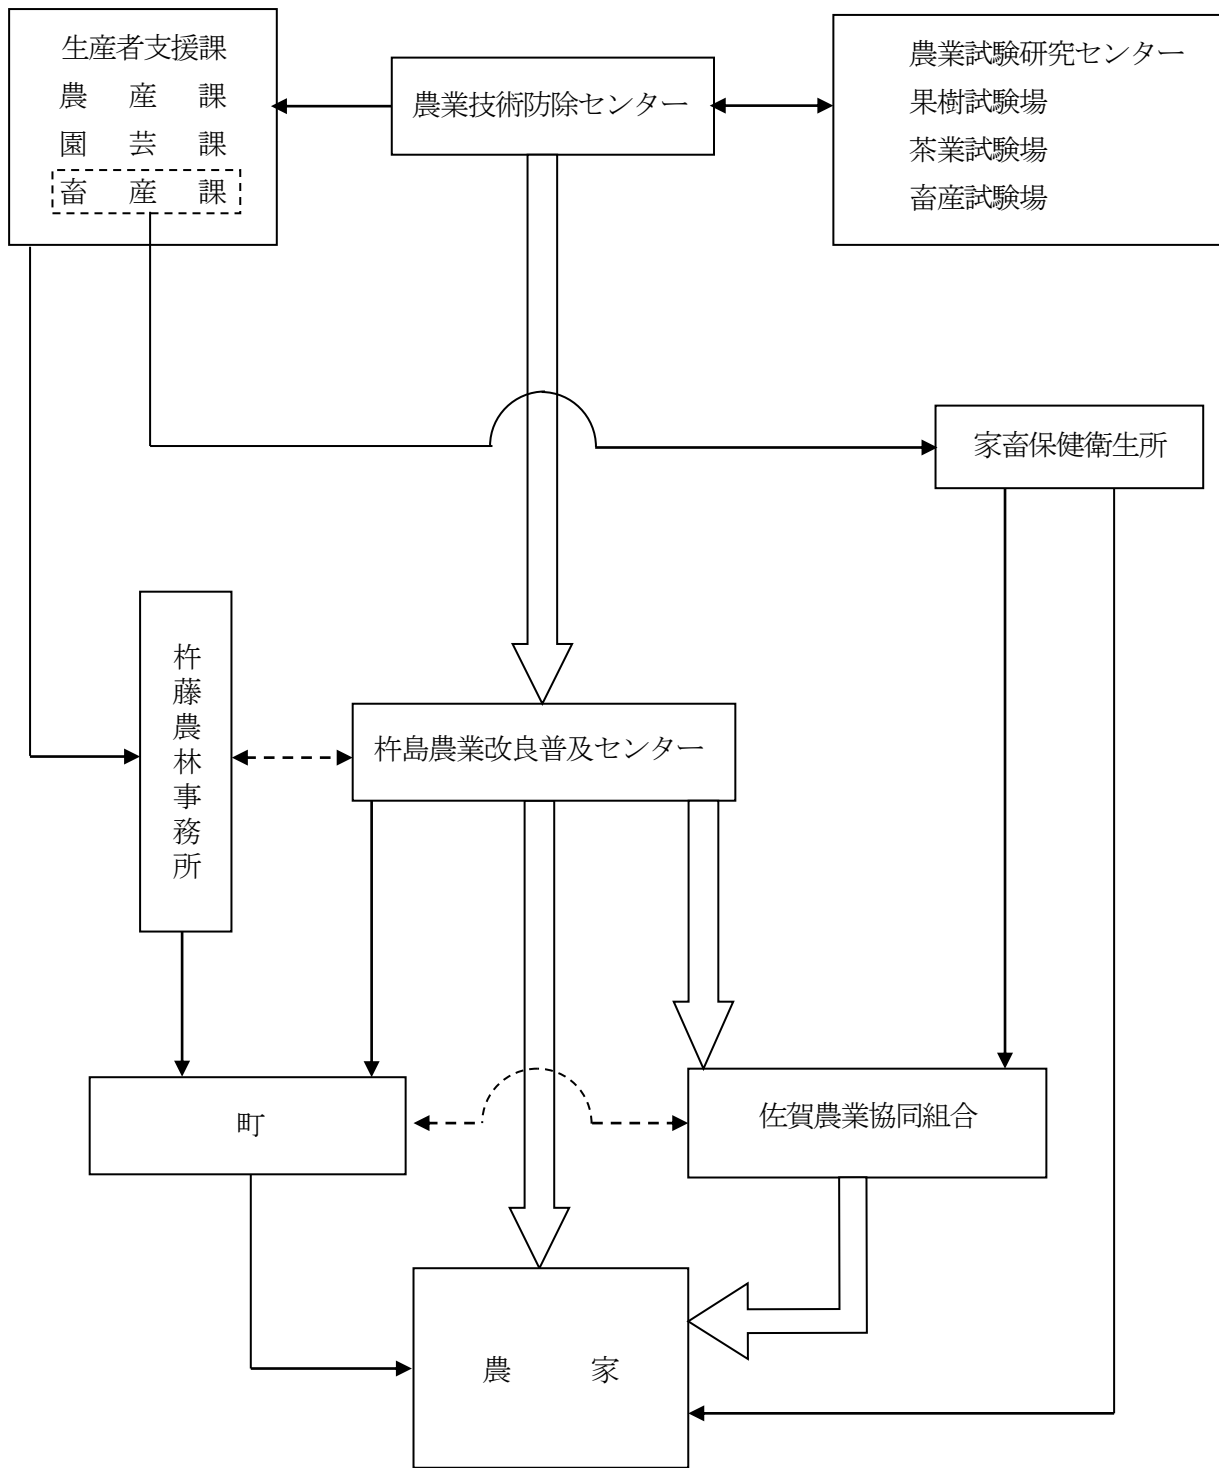 生産者支援課
農産課
園芸課
畜産課
農業技術防除センター
農業試験研究センター
果樹試験場
茶業試験場
畜産試験場
家畜保健衛生所
杵藤農林事務所
杵島農業改良普及センター
町
佐賀農業協同組合
農家